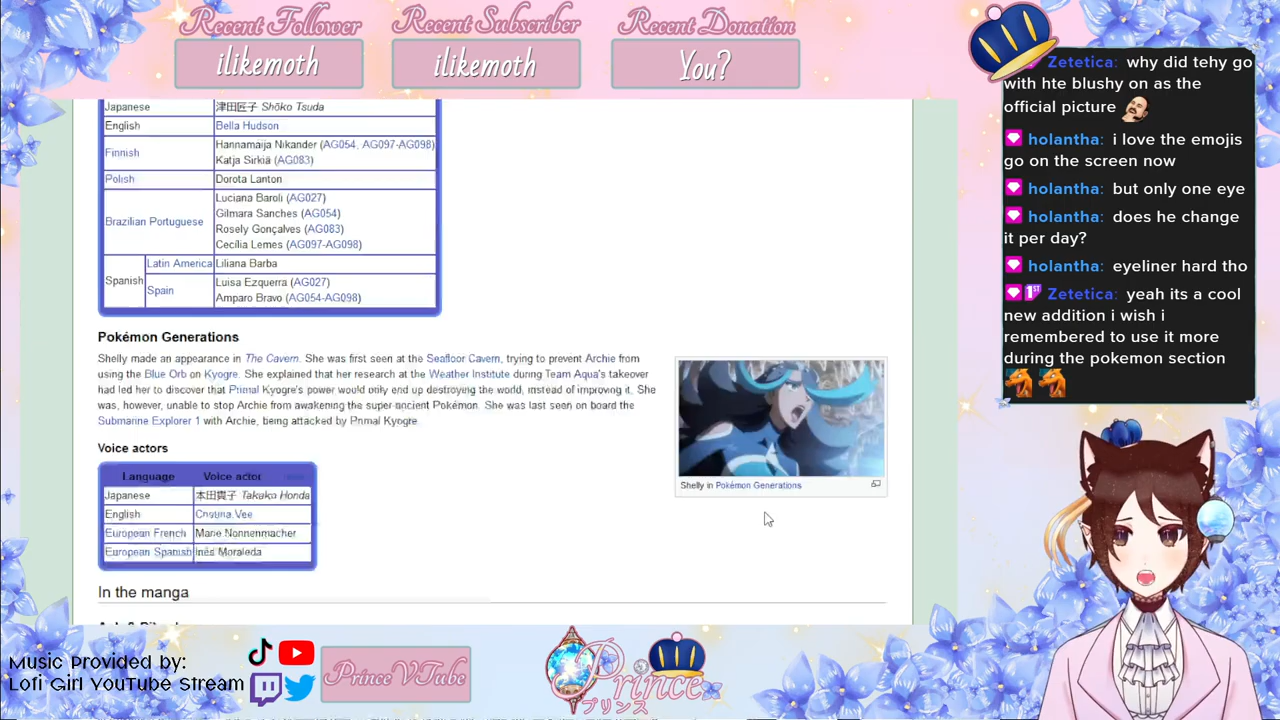 Recent Follower
ilikemoth
Recent Subscriber
ilikemoth
Recent Donation
You?
Japanese 津田匠子 Shōko Tsuda
English Bella Hudson
Finnish Hannamaija Nikander (AG054, AG097-AG098)
Katja Sirkiä (AG083)
Polish Dorota Lanton
Brazilian Portuguese Luciana Baroli (AG027)
Gilmara Sanches (AG054)
Rosely Gonçalves (AG083)
Cecília Lemes (AG097-AG098)
Spanish Latin America Liliana Barba
Spain Luisa Ezquerra (AG027)
Amparo Bravo (AG054-AG098)
Pokémon Generations
Shelly made an appearance in The Cavern. She was first seen at the Seafloor Cavern, trying to prevent Archie from
using the Blue Orb on Kyogre. She explained that her research at the Weather Institute during Team Aqua's takeover
had led her to discover that Primal Kyogre's power would only end up destroying the world, instead of improving it. She
was, however, unable to stop Archie from awakening the super-ancient Pokémon. She was last seen on board the
Submarine Explorer 1 with Archie, being attacked by Primal Kyogre.
Shelly in Pokémon Generations
Voice actors
Language Voice actor
Japanese 本田貴子 Takako Honda
English Cristina Vee
European French Marie Nonnenmacher
European Spanish Inés Moraleda
In the manga
Zetetica: why did tehy go
with hte blushy on as the
official picture
holantha: i love the emojis
go on the screen now
holantha: but only one eye
holantha: does he change
it per day?
holantha: eyeliner hard tho
1ST Zetetica: yeah its a cool
new addition i wish i
remembered to use it more
during the pokemon section
Music Provided by:
Lofi Girl YouTube Stream
Prince VTube
Prince
プリンス